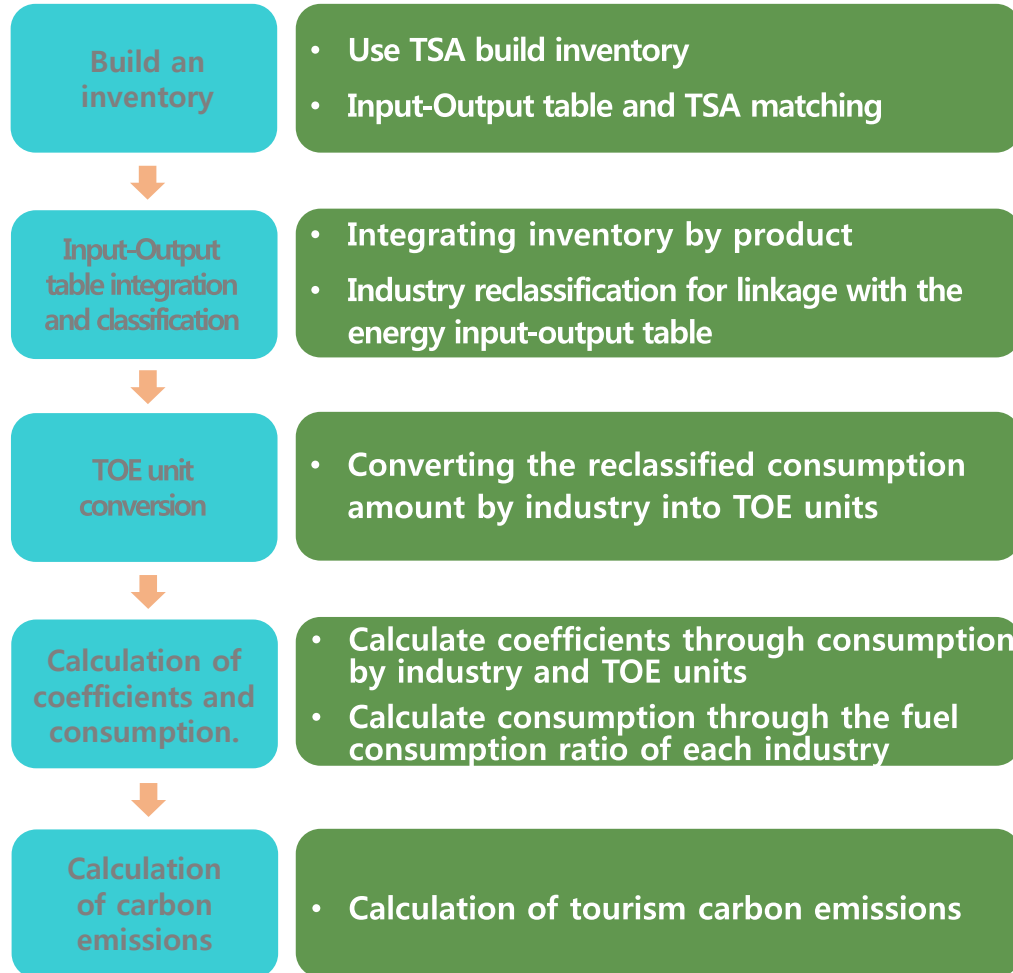 Build an
inventory
• Use TSA build inventory
• Input-Output table and TSA matching
Input-Output
table integration
and classification
• Integrating inventory by product
• Industry reclassification for linkage with the
energy input-output table
TOE unit
conversion
• Converting the reclassified consumption
amount by industry into TOE units
Calculation of
coefficients and
consumption.
• Calculate coefficients through consumption
by industry and TOE units
• Calculate consumption through the fuel
consumption ratio of each industry
Calculation
of carbon
emissions
• Calculation of tourism carbon emissions